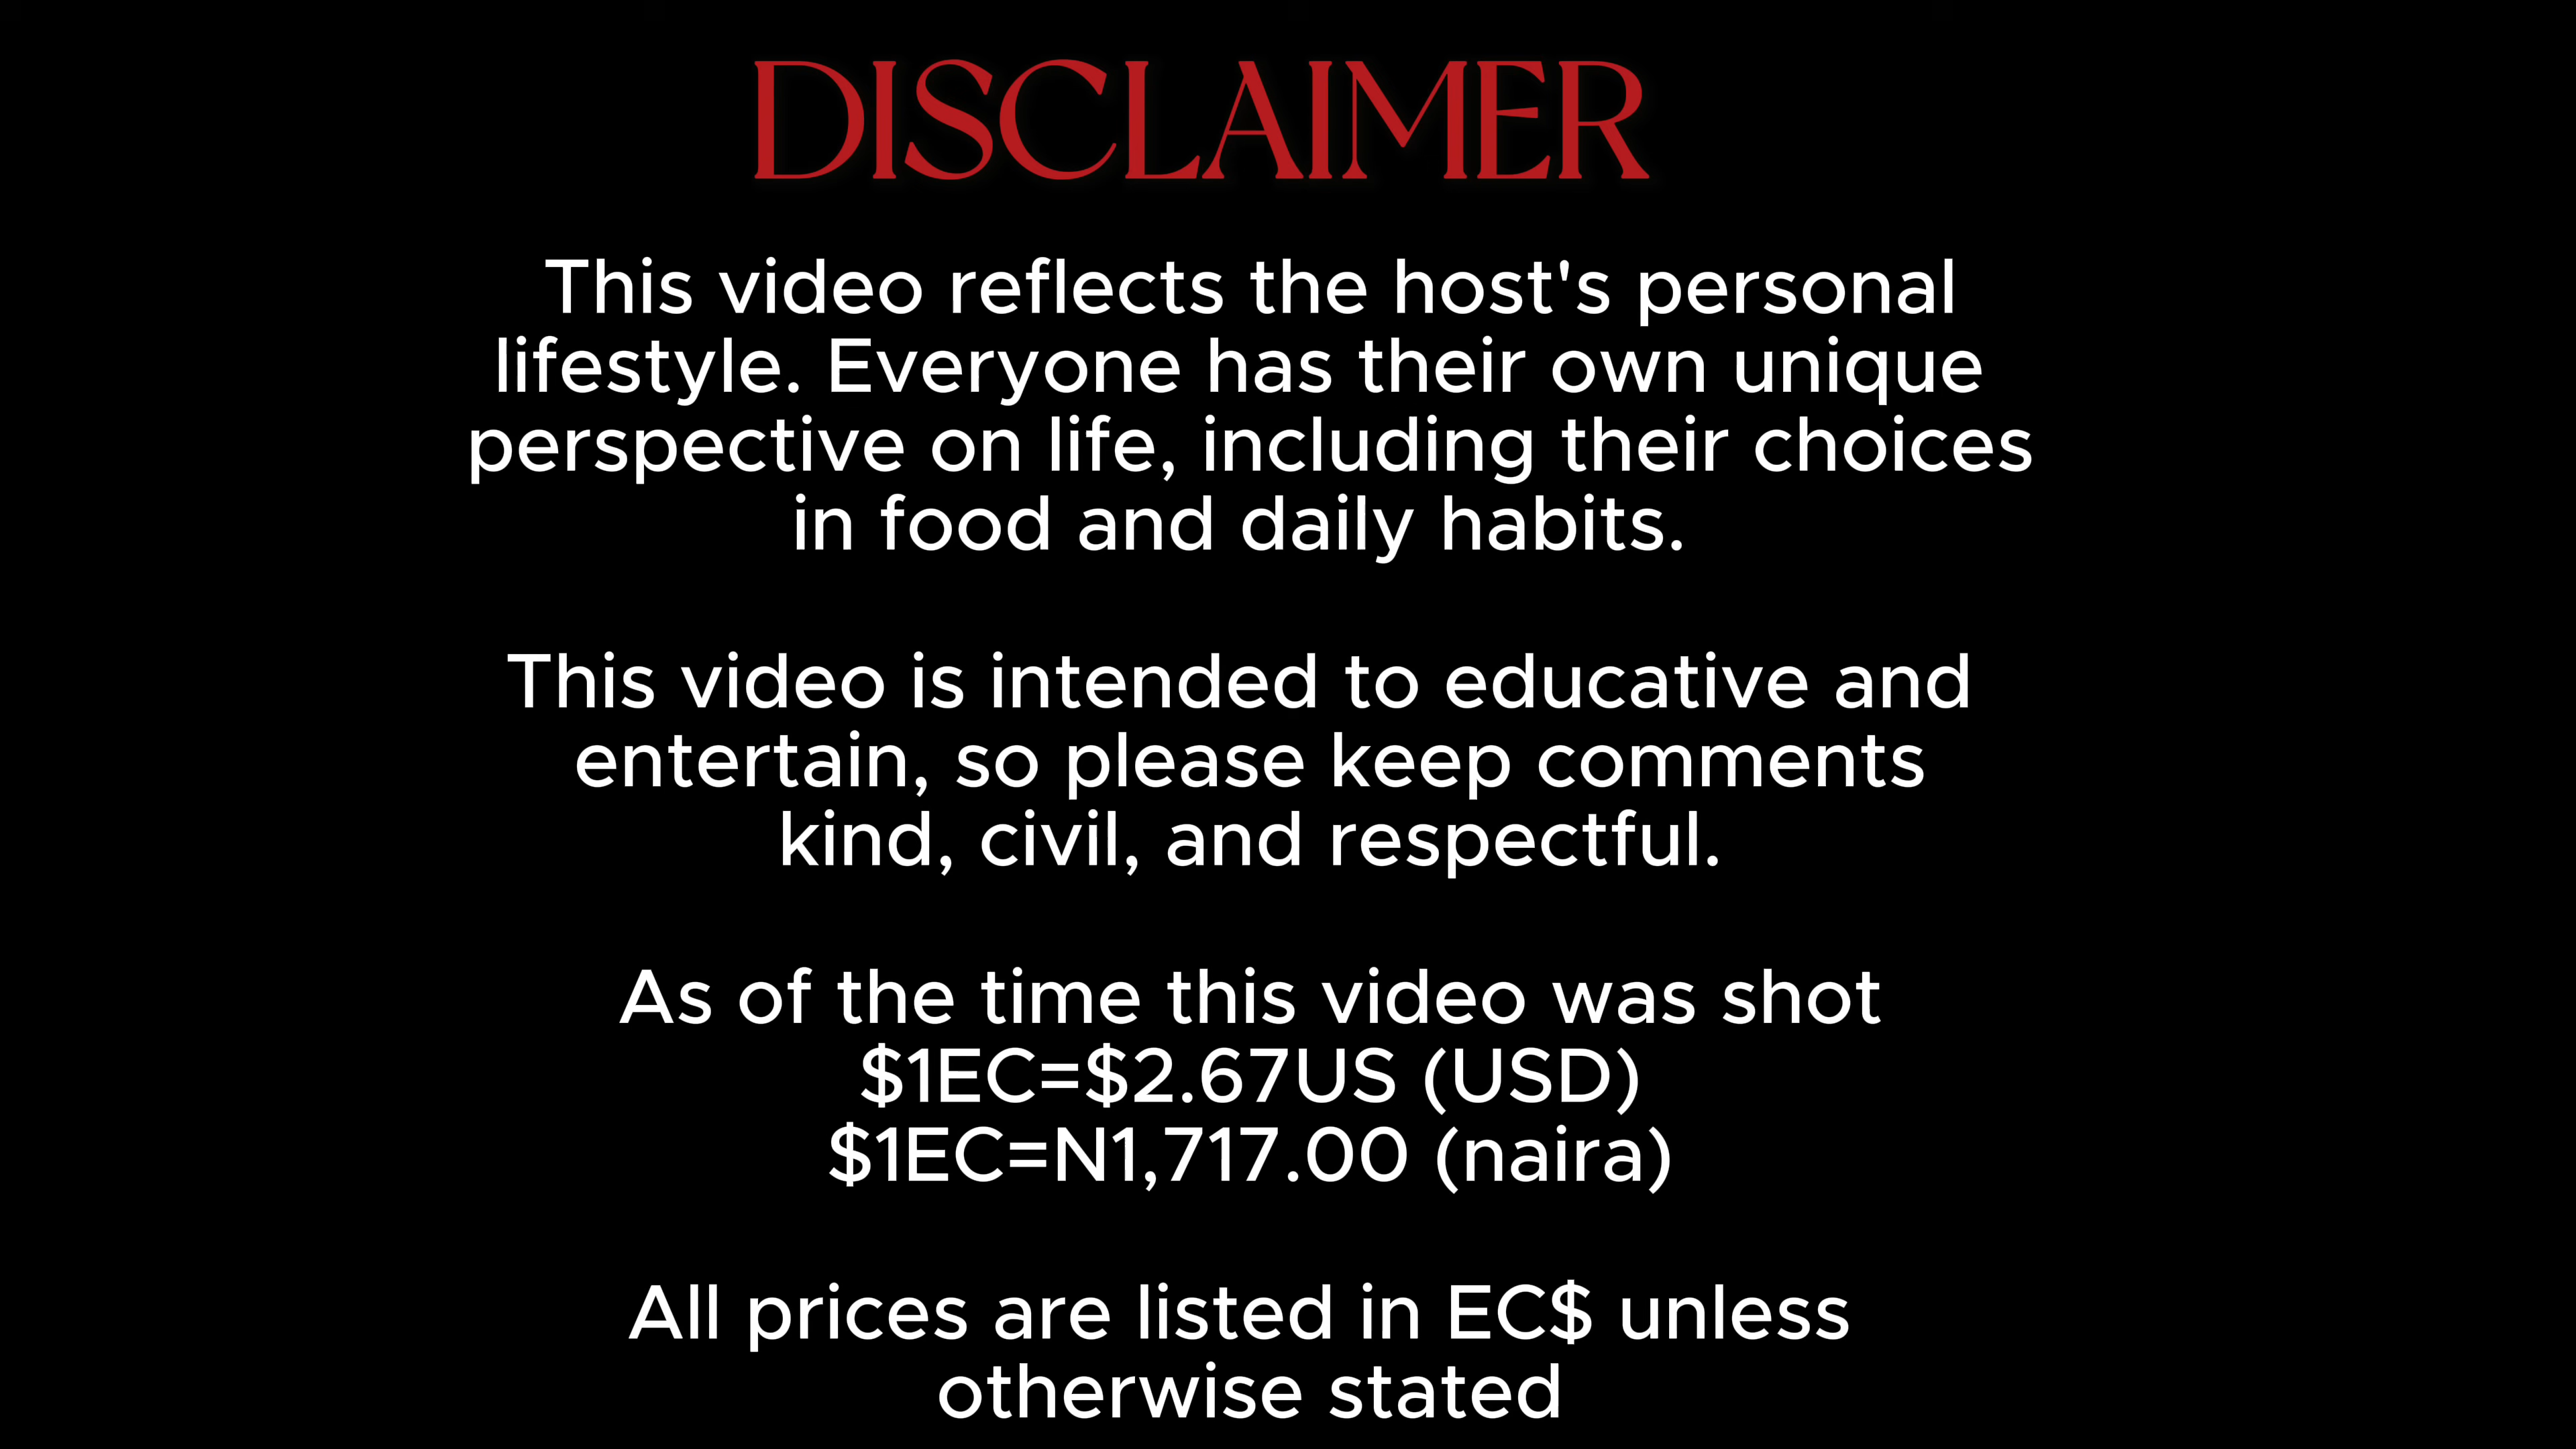 DISCLAIMER
This video reflects the host's personal
lifestyle. Everyone has their own unique
perspective on life, including their choices
in food and daily habits.
This video is intended to educative and
entertain, so please keep comments
kind, civil, and respectful.
As of the time this video was shot
$1EC=$2.67US (USD)
$1EC=N1,717.00 (naira)
All prices are listed in EC$ unless
otherwise stated